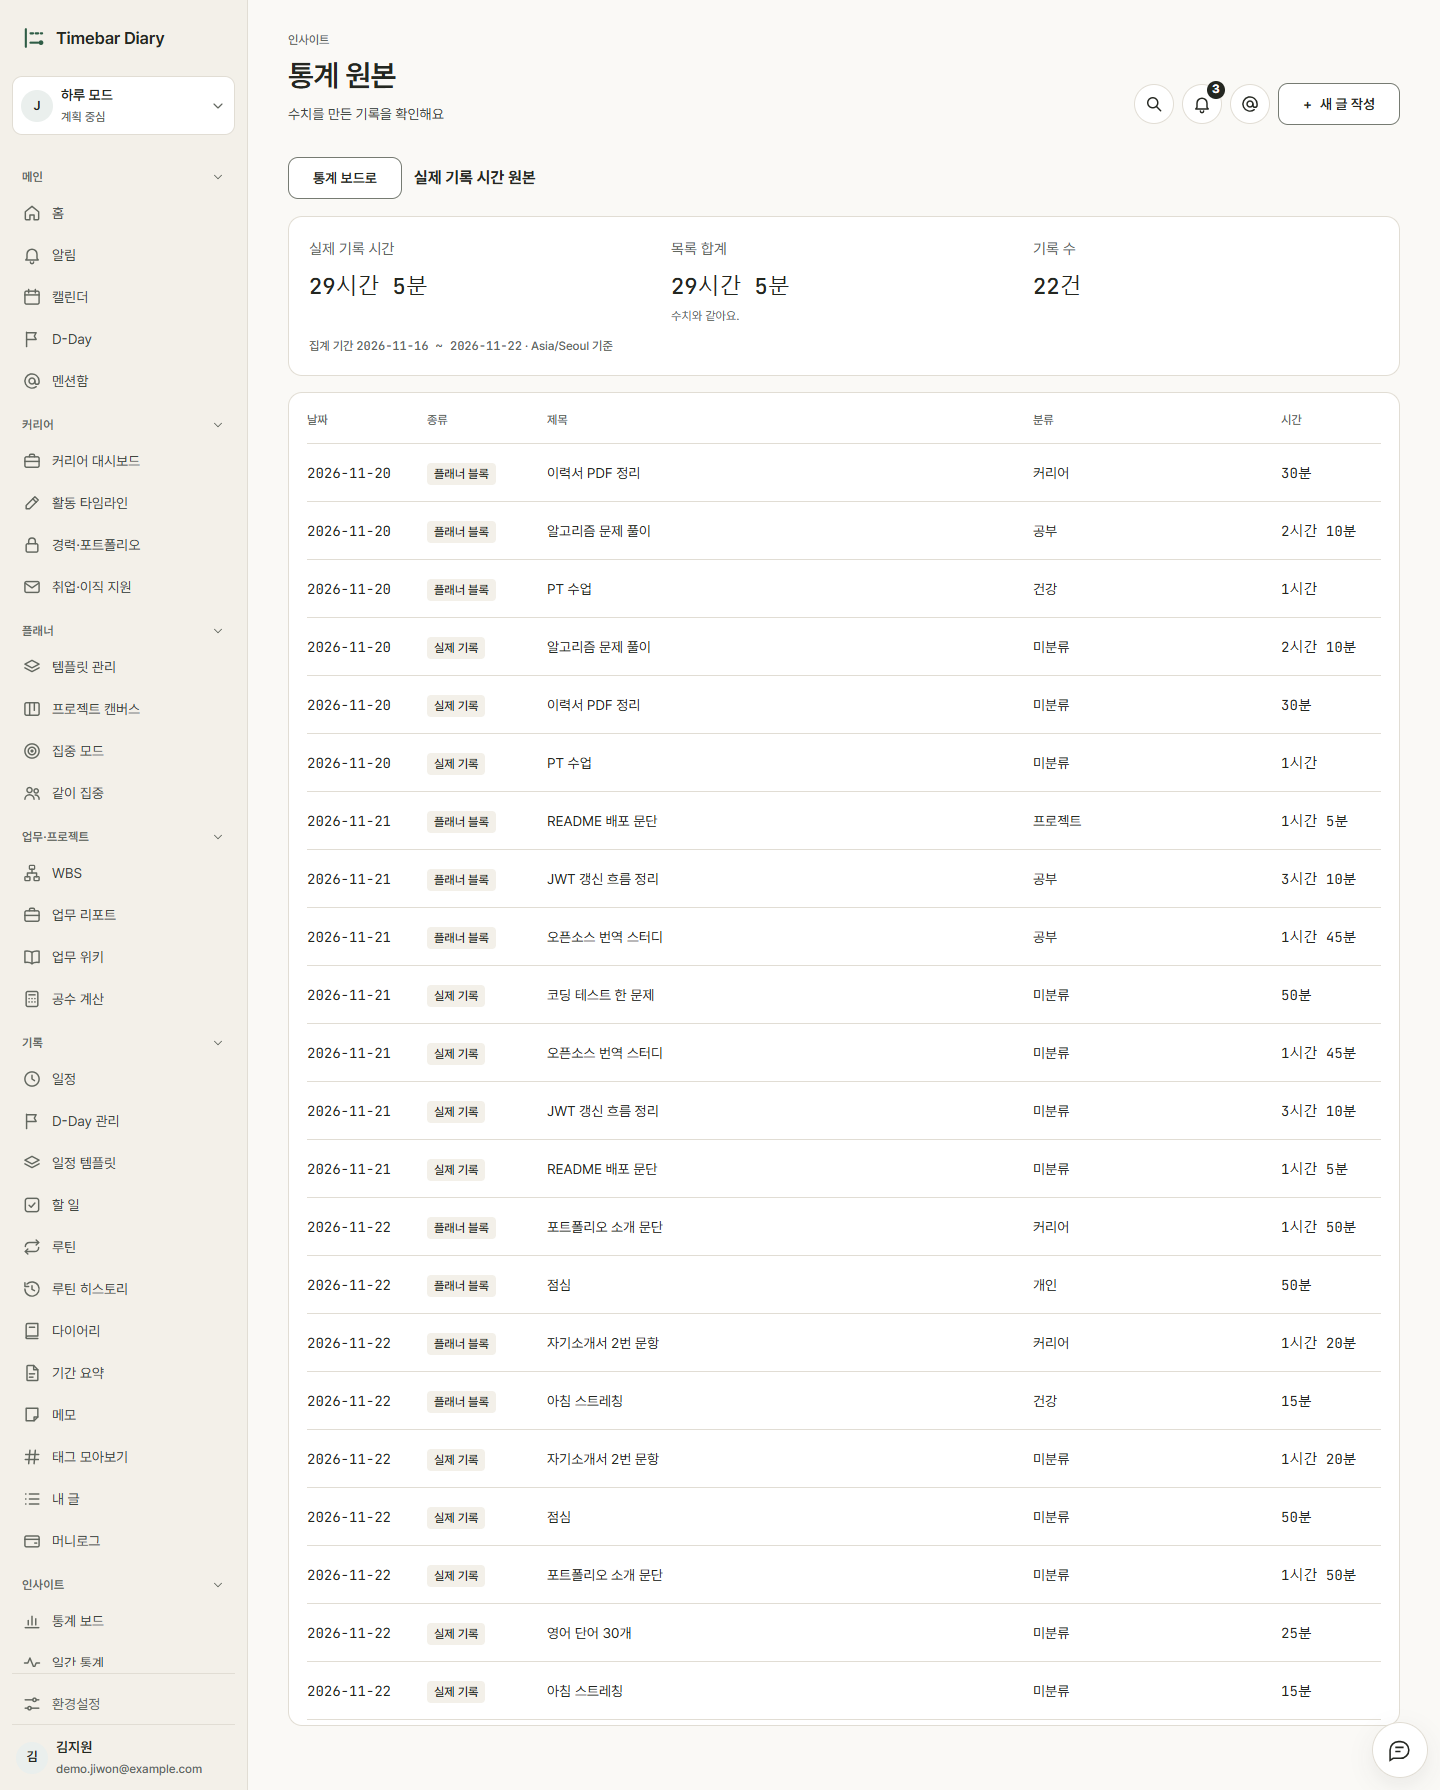 Timebar Diary
J
하루 모드
계획 중심
메인
홈
알림
캘린더
D-Day
멘션함
커리어
커리어 대시보드
활동 타임라인
경력·포트폴리오
취업·이직 지원
플래너
템플릿 관리
프로젝트 캔버스
집중 모드
같이 집중
업무·프로젝트
WBS
업무 리포트
업무 위키
공수 계산
기록
일정
D-Day 관리
일정 템플릿
할 일
루틴
루틴 히스토리
다이어리
기간 요약
메모
태그 모아보기
내 글
머니로그
인사이트
통계 보드
일간 통계
환경설정
김
김지원
demo.jiwon@example.com
인사이트
통계 원본
수치를 만든 기록을 확인해요
3
+ 새 글 작성
통계 보드로
실제 기록 시간 원본
실제 기록 시간
29시간 5분
목록 합계
29시간 5분
수치와 같아요.
기록 수
22건
집계 기간 2026-11-16 ~ 2026-11-22 · Asia/Seoul 기준
날짜 종류 제목 분류 시간
2026-11-20 플래너 블록 이력서 PDF 정리 커리어 30분
2026-11-20 플래너 블록 알고리즘 문제 풀이 공부 2시간 10분
2026-11-20 플래너 블록 PT 수업 건강 1시간
2026-11-20 실제 기록 알고리즘 문제 풀이 미분류 2시간 10분
2026-11-20 실제 기록 이력서 PDF 정리 미분류 30분
2026-11-20 실제 기록 PT 수업 미분류 1시간
2026-11-21 플래너 블록 README 배포 문단 프로젝트 1시간 5분
2026-11-21 플래너 블록 JWT 갱신 흐름 정리 공부 3시간 10분
2026-11-21 플래너 블록 오픈소스 번역 스터디 공부 1시간 45분
2026-11-21 실제 기록 코딩 테스트 한 문제 미분류 50분
2026-11-21 실제 기록 오픈소스 번역 스터디 미분류 1시간 45분
2026-11-21 실제 기록 JWT 갱신 흐름 정리 미분류 3시간 10분
2026-11-21 실제 기록 README 배포 문단 미분류 1시간 5분
2026-11-22 플래너 블록 포트폴리오 소개 문단 커리어 1시간 50분
2026-11-22 플래너 블록 점심 개인 50분
2026-11-22 플래너 블록 자기소개서 2번 문항 커리어 1시간 20분
2026-11-22 플래너 블록 아침 스트레칭 건강 15분
2026-11-22 실제 기록 자기소개서 2번 문항 미분류 1시간 20분
2026-11-22 실제 기록 점심 미분류 50분
2026-11-22 실제 기록 포트폴리오 소개 문단 미분류 1시간 50분
2026-11-22 실제 기록 영어 단어 30개 미분류 25분
2026-11-22 실제 기록 아침 스트레칭 미분류 15분